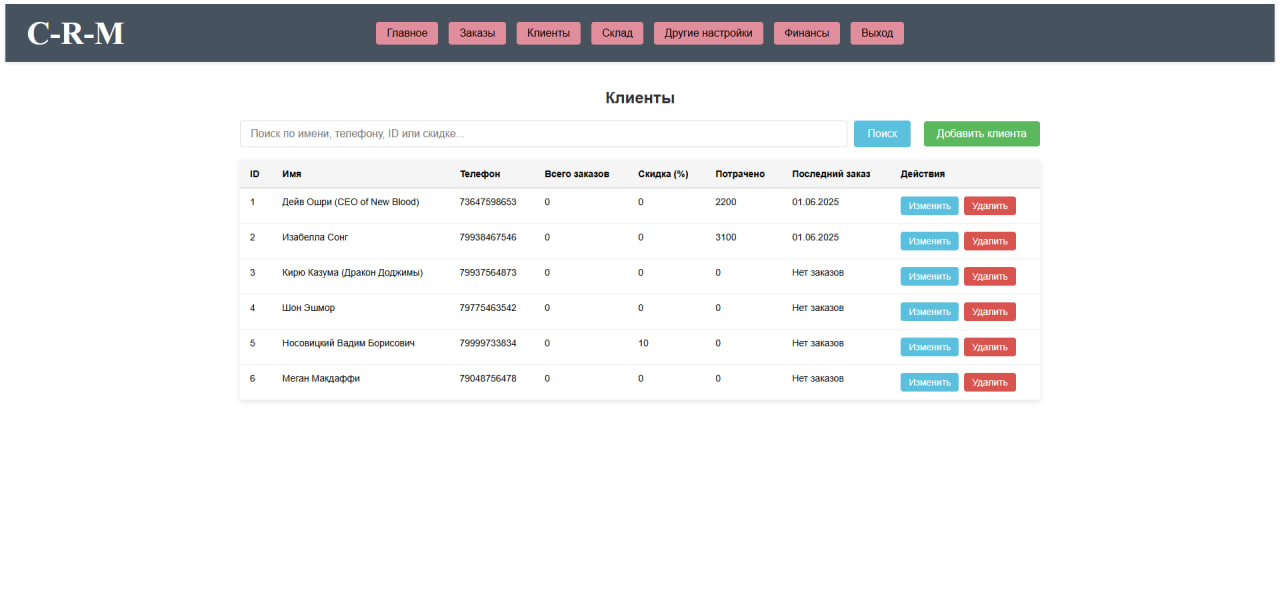 C-R-M
Главное Заказы Клиенты Склад Другие настройки Финансы Выход
Клиенты
Поиск по имени, телефону, ID или скидке... Поиск Добавить клиента
ID Имя Телефон Всего заказов Скидка (%) Потрачено Последний заказ Действия
1 Дейв Ошри (CEO of New Blood) 73647598653 0 0 2200 01.06.2025 Изменить Удалить
2 Изабелла Сонг 79938467546 0 0 3100 01.06.2025 Изменить Удалить
3 Кирю Казума (Дракон Доджимы) 79937564873 0 0 0 Нет заказов Изменить Удалить
4 Шон Эшмор 79775463542 0 0 0 Нет заказов Изменить Удалить
5 Носовицкий Вадим Борисович 79999733834 0 10 0 Нет заказов Изменить Удалить
6 Меган Макдаффи 79048756478 0 0 0 Нет заказов Изменить Удалить